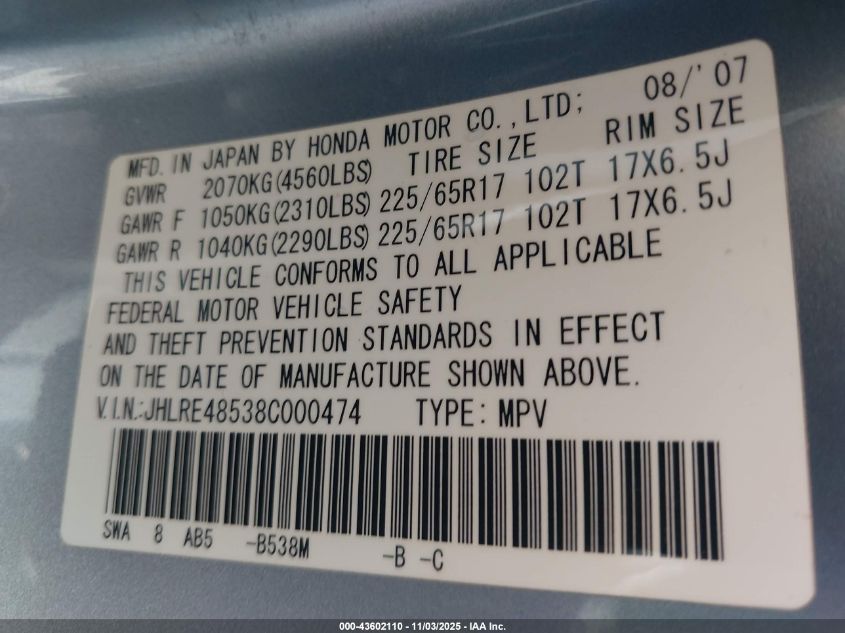 MFD. IN JAPAN BY HONDA MOTOR CO., LTD; 08/'07
GVWR 2070KG(4560LBS) TIRE SIZE RIM SIZE
GAWR F 1050KG(2310LBS) 225/65R17 102T 17X6.5J
GAWR R 1040KG(2290LBS) 225/65R17 102T 17X6.5J
THIS VEHICLE CONFORMS TO ALL APPLICABLE
FEDERAL MOTOR VEHICLE SAFETY
AND THEFT PREVENTION STANDARDS IN EFFECT
ON THE DATE OF MANUFACTURE SHOWN ABOVE.
V.I.N.:JHLRE48538C000474 TYPE: MPV
SWA 8 AB5 -B538M -B -C
000-43602110 - 11/03/2025 - IAA Inc.